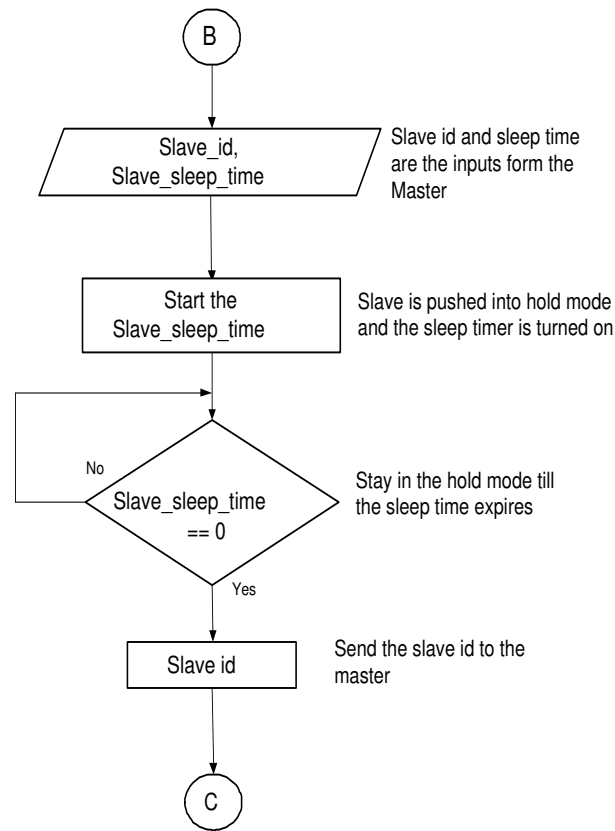 B
Slave_id,
Slave_sleep_time
Slave id and sleep time
are the inputs form the
Master
Start the
Slave_sleep_time
Slave is pushed into hold mode
and the sleep timer is turned on
No
Slave_sleep_time
== 0
Stay in the hold mode till
the sleep time expires
Yes
Slave id
Send the slave id to the
master
C